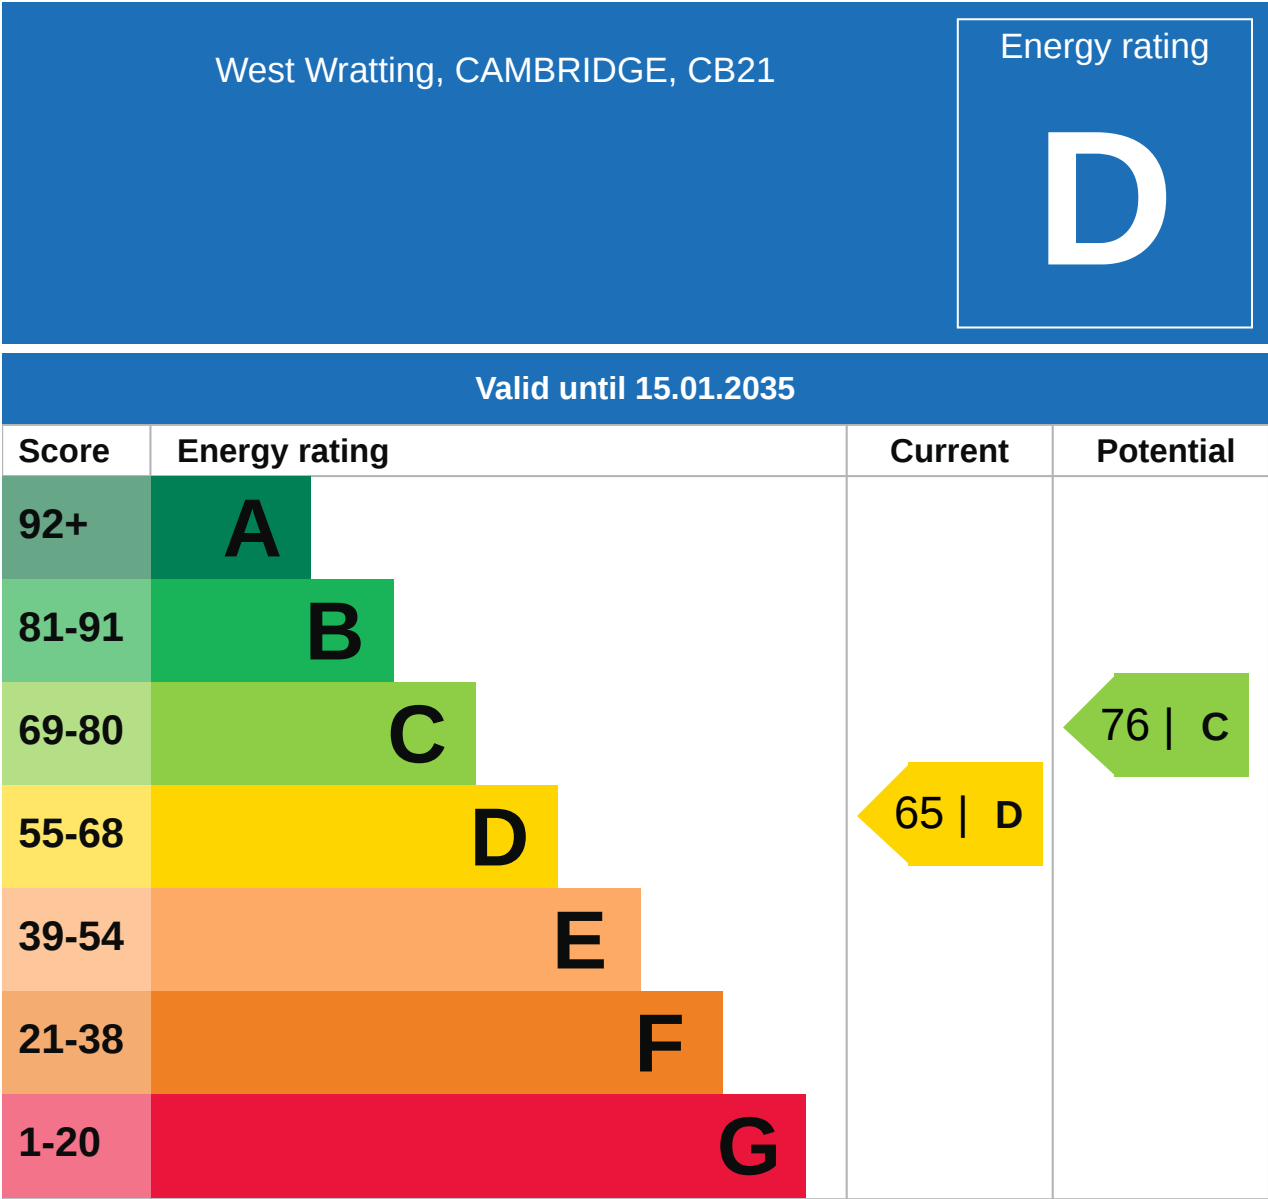 West Wratting, CAMBRIDGE, CB21
Energy rating
D
Valid until 15.01.2035
Score Energy rating Current Potential
92+ A
81-91 B
69-80 C
76 | C
55-68 D
65 | D
39-54 E
21-38 F
1-20 G